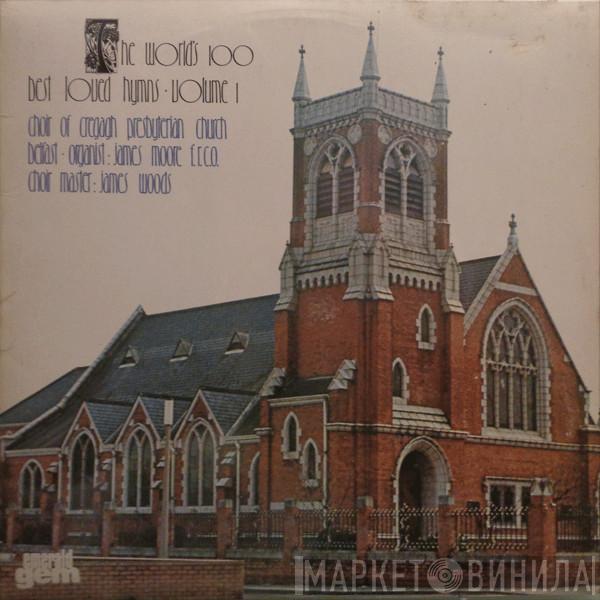 The world's 100
best loved hymns · volume 1
choir of cregagh presbyterian church
belfast · organist: james moore f.r.c.o.
choir master: james woods
emerald
gem
МАРКЕТ ВИНИЛА